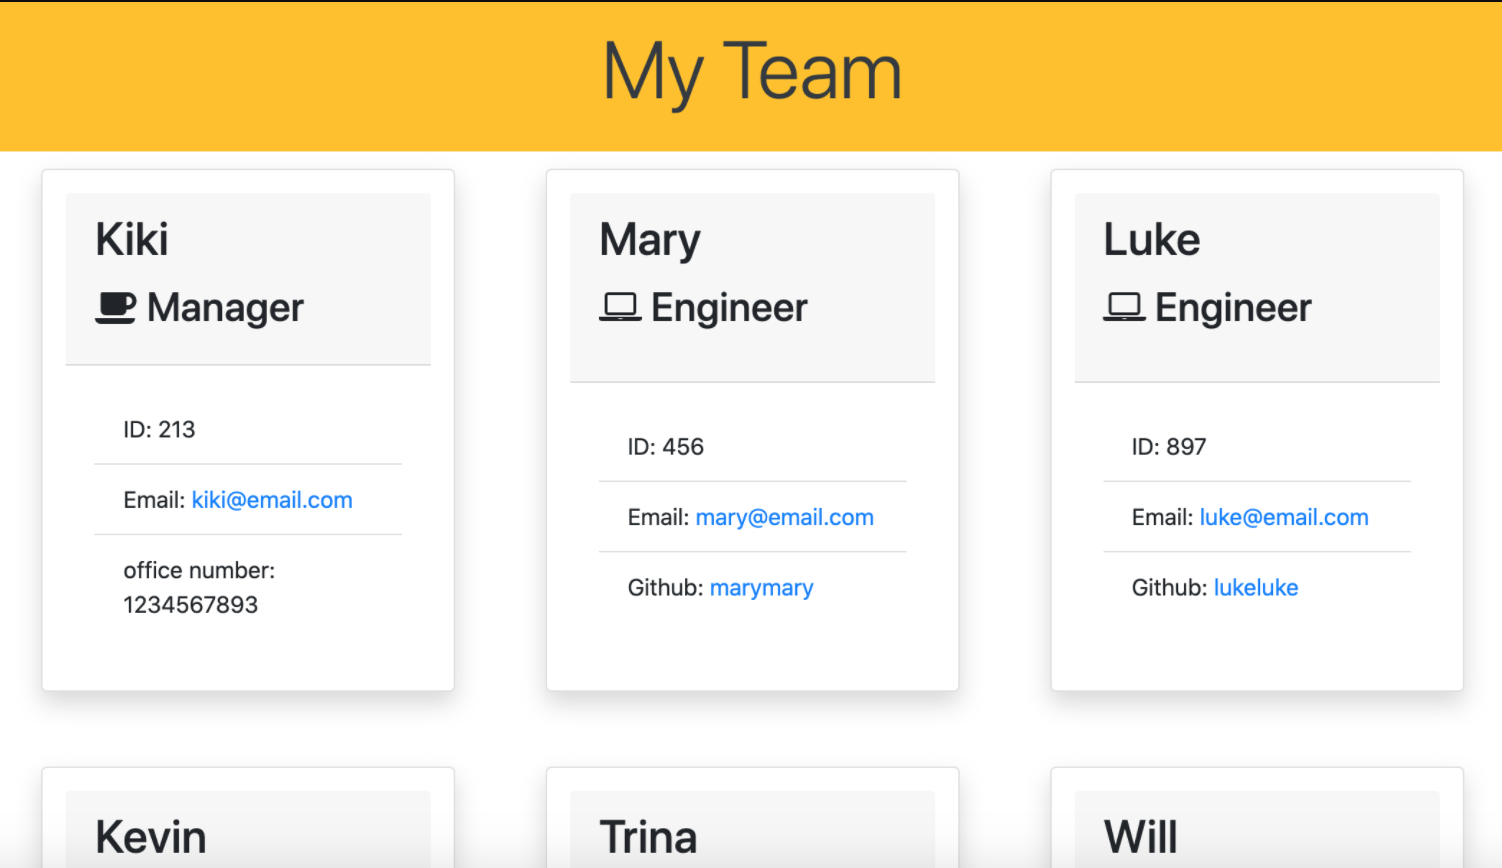 My Team
Kiki
Manager
ID: 213
Email: kiki@email.com
office number:
1234567893
Mary
Engineer
ID: 456
Email: mary@email.com
Github: marymary
Luke
Engineer
ID: 897
Email: luke@email.com
Github: lukeluke
Kevin
Trina
Will